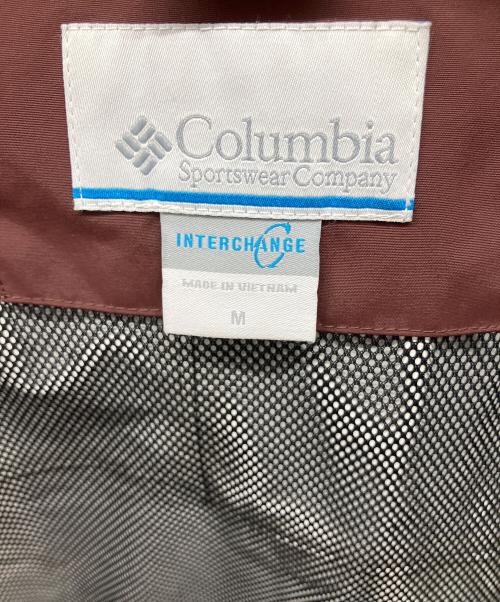 Columbia
Sportswear Company
INTERCHANGE
MADE IN VIETNAM
M